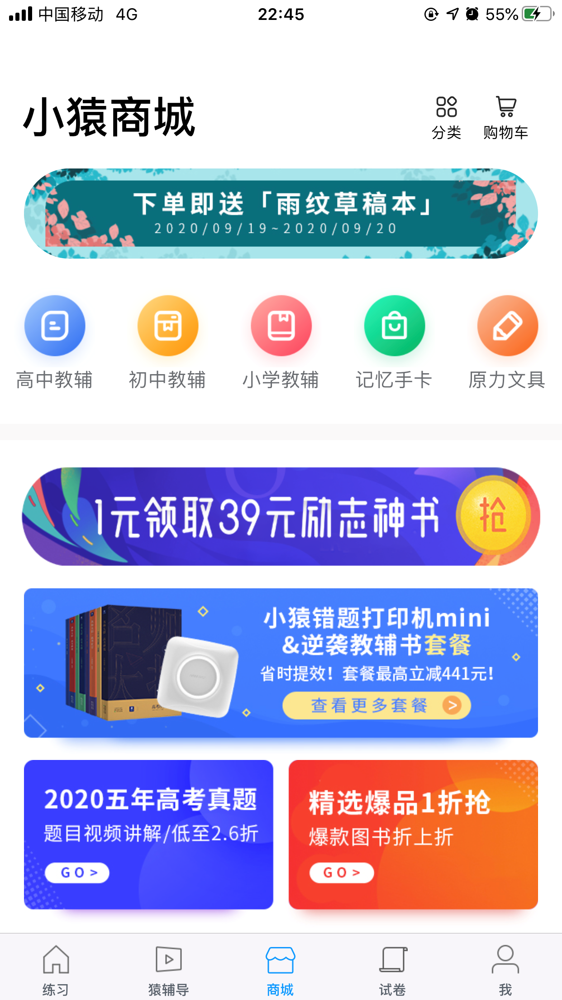 中国移动 4G 22:45 55%
小猿商城
分类 购物车
下单即送「雨纹草稿本」
2020/09/19~2020/09/20
高中教辅 初中教辅 小学教辅 记忆手卡 原力文具
1元领取39元励志神书 抢
小猿错题打印机mini
&逆袭教辅书套餐
省时提效！套餐最高立减441元！
查看更多套餐 >
2020五年高考真题
题目视频讲解/低至2.6折
GO >
精选爆品1折抢
爆款图书折上折
GO >
练习 猿辅导 商城 试卷 我